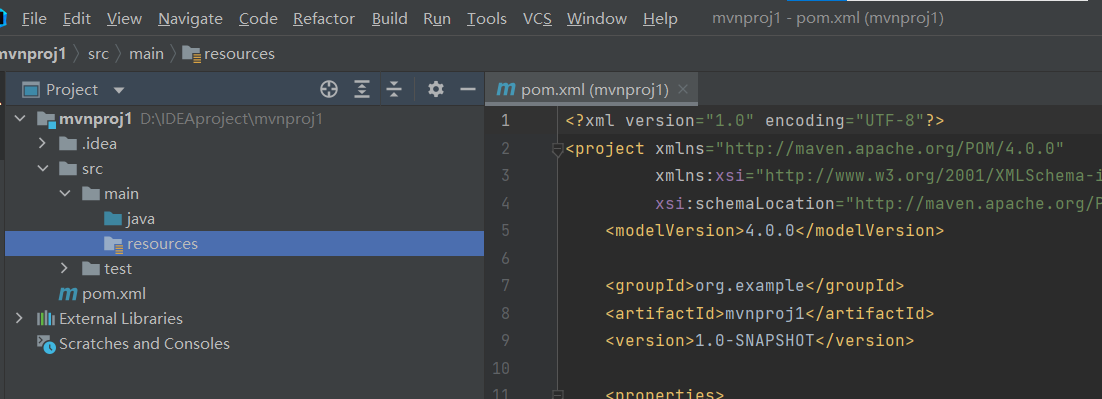 File Edit View Navigate Code Refactor Build Run Tools VCS Window Help mvnproj1 - pom.xml (mvnproj1)
mvnproj1 src main resources
Project
mvnproj1 D:\IDEAproject\mvnproj1
.idea
src
main
java
resources
test
pom.xml
External Libraries
Scratches and Consoles
pom.xml (mvnproj1)
1 <?xml version="1.0" encoding="UTF-8"?>
2 <project xmlns="http://maven.apache.org/POM/4.0.0"
3 xmlns:xsi="http://www.w3.org/2001/XMLSchema-i
4 xsi:schemaLocation="http://maven.apache.org/P
5 <modelVersion>4.0.0</modelVersion>
6
7 <groupId>org.example</groupId>
8 <artifactId>mvnproj1</artifactId>
9 <version>1.0-SNAPSHOT</version>
10
11 <properties>